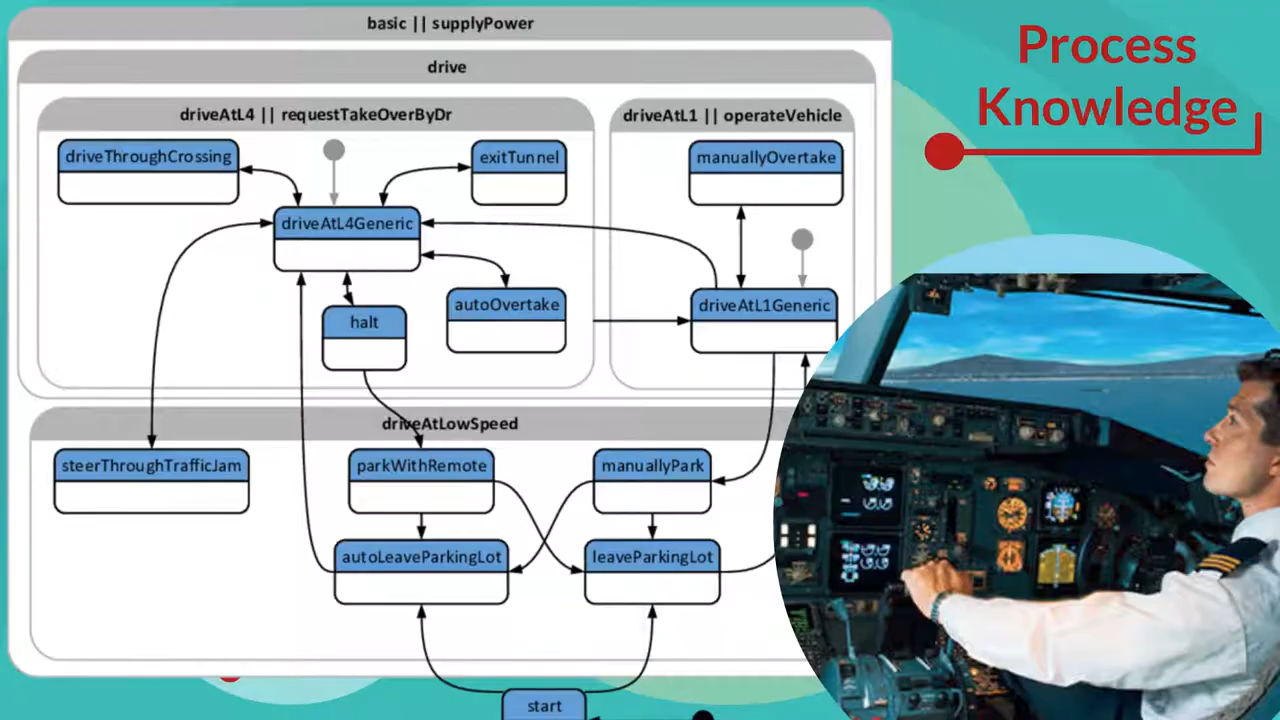 basic || supplyPower
drive
driveAtL4 || requestTakeOverByDr
driveAtL1 || operateVehicle
driveThroughCrossing
exitTunnel
manuallyOvertake
driveAtL4Generic
autoOvertake
driveAtL1Generic
halt
driveAtLowSpeed
steerThroughTrafficJam
parkWithRemote
manuallyPark
autoLeaveParkingLot
leaveParkingLot
start
Process
Knowledge